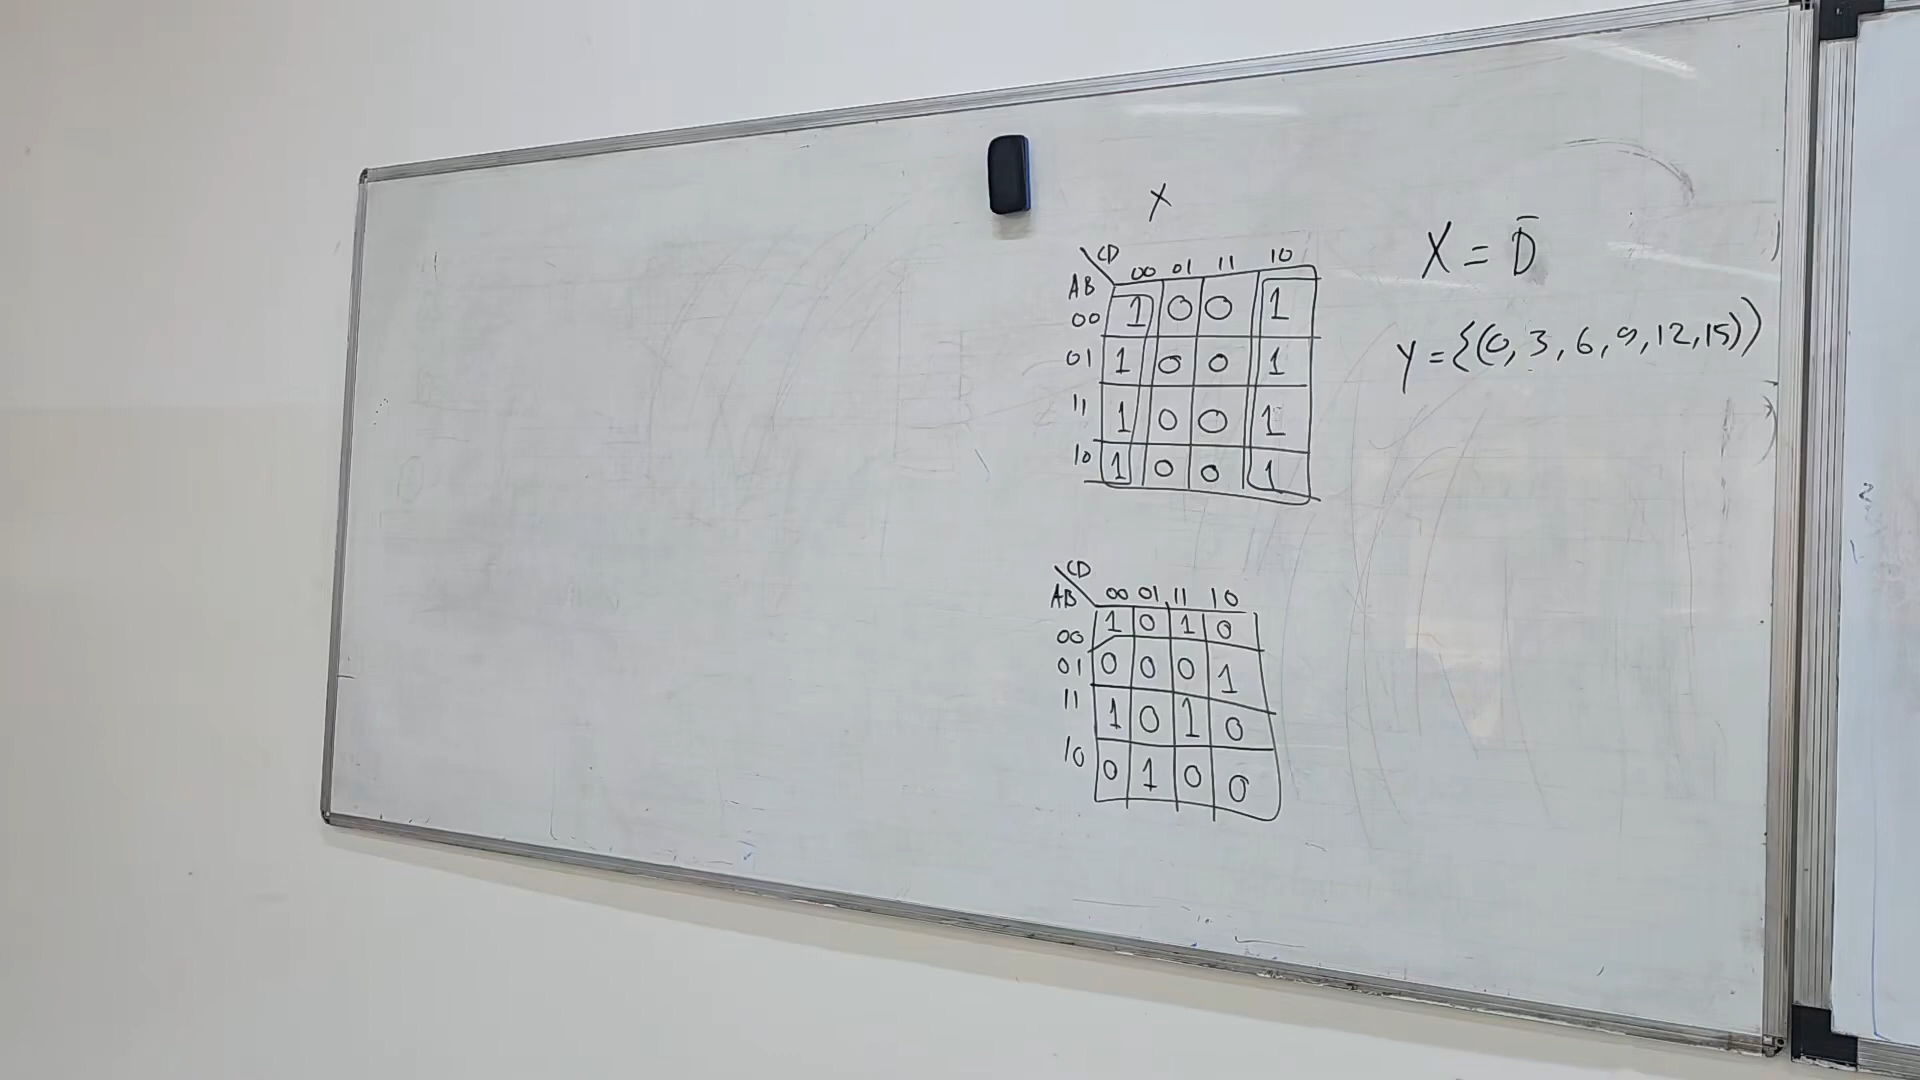 X
CD
AB 00 01 11 10
00 1 0 0 1
01 1 0 0 1
11 1 0 0 1
10 1 0 0 1
X = D̄
Y = {(0, 3, 6, 9, 12, 15))
CD
AB 00 01 11 10
00 1 0 1 0
01 0 0 0 1
11 1 0 1 0
10 0 1 0 0